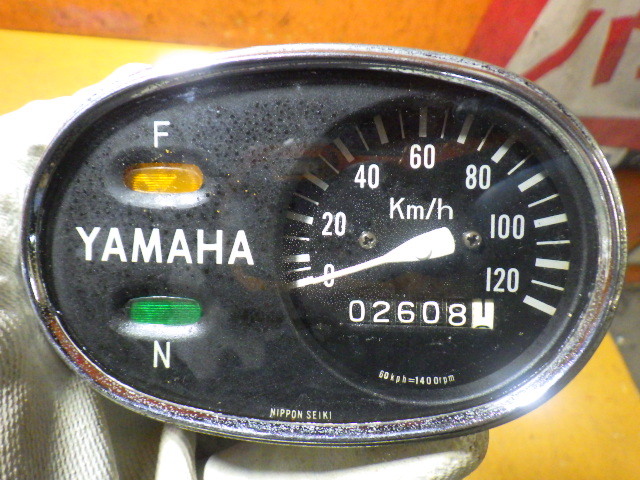 F
YAMAHA
N
0
20
40
60
80
100
120
Km/h
02608
60kph=1400rpm
NIPPON SEIKI